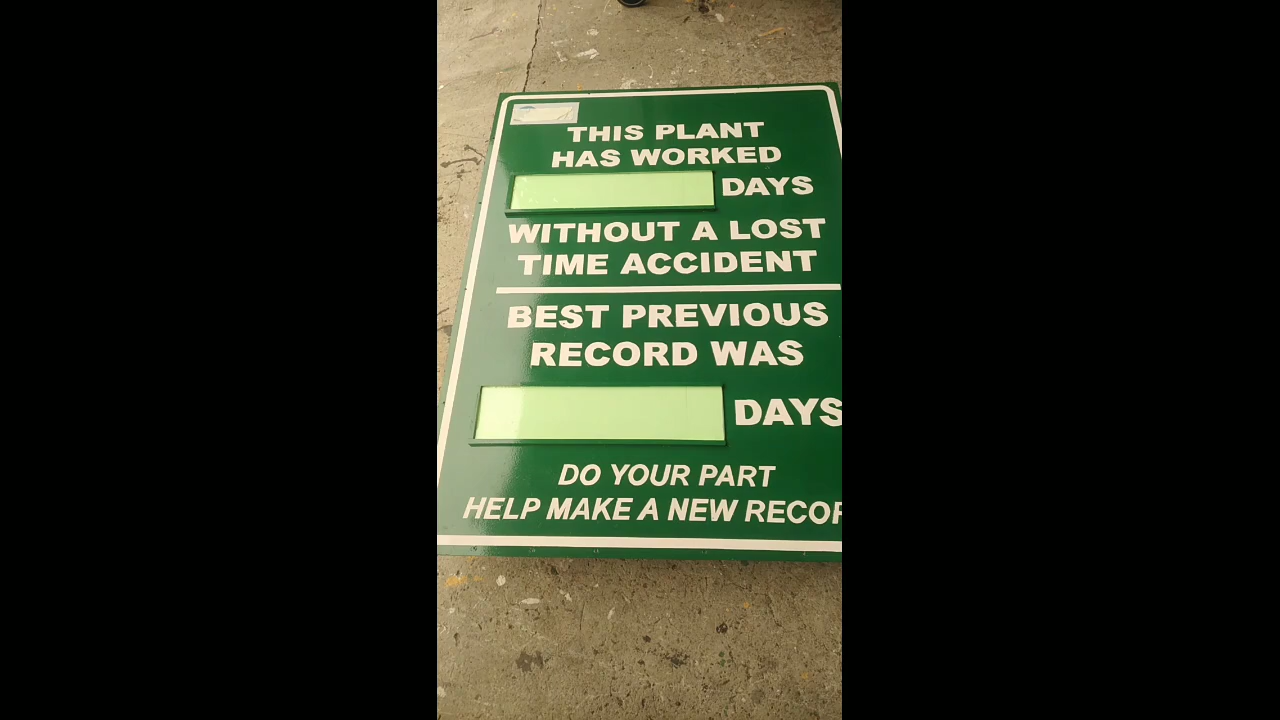 THIS PLANT
HAS WORKED
DAYS
WITHOUT A LOST
TIME ACCIDENT
BEST PREVIOUS
RECORD WAS
DAYS
DO YOUR PART
HELP MAKE A NEW RECOR